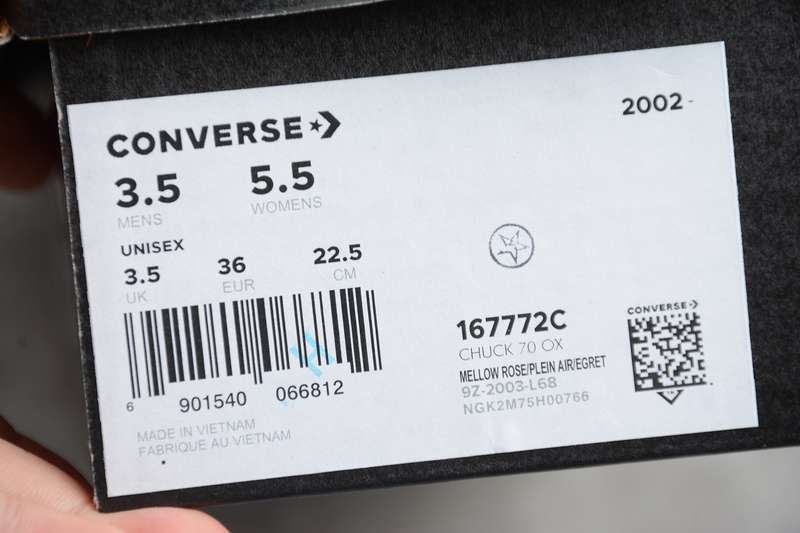 CONVERSE
2002-
3.5 5.5
MENS WOMENS
UNISEX
3.5 36 22.5
UK EUR CM
6 901540 066812
MADE IN VIETNAM
FABRIQUE AU VIETNAM
167772C
CHUCK 70 OX
MELLOW ROSE/PLEIN AIR/EGRET
9Z-2003-L68
NGK2M75H00766
CONVERSE